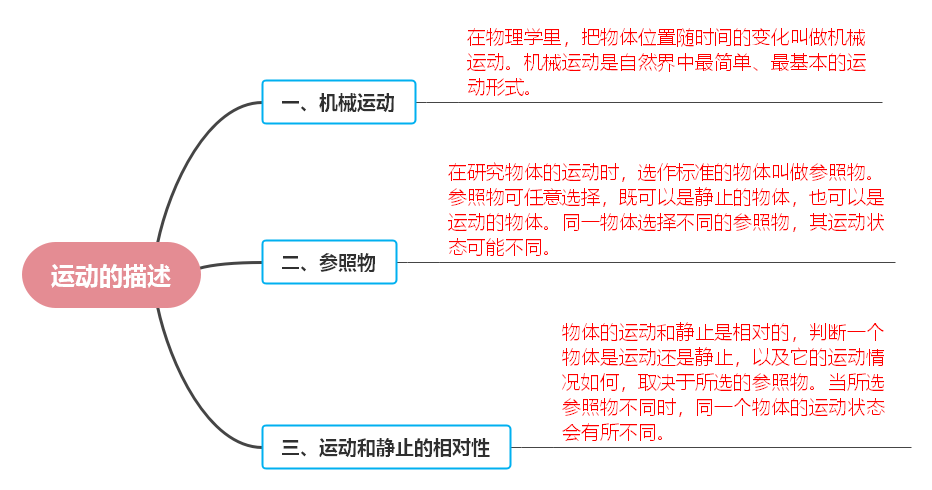 在物理学里，把物体位置随时间的变化叫做机械
运动。机械运动是自然界中最简单、最基本的运
动形式。
一、机械运动
在研究物体的运动时，选作标准的物体叫做参照物。
参照物可任意选择，既可以是静止的物体，也可以是
运动的物体。同一物体选择不同的参照物，其运动状
态可能不同。
二、参照物
运动的描述
物体的运动和静止是相对的，判断一个
物体是运动还是静止，以及它的运动情
况如何，取决于所选的参照物。当所选
参照物不同时，同一个物体的运动状态
会有所不同。
三、运动和静止的相对性